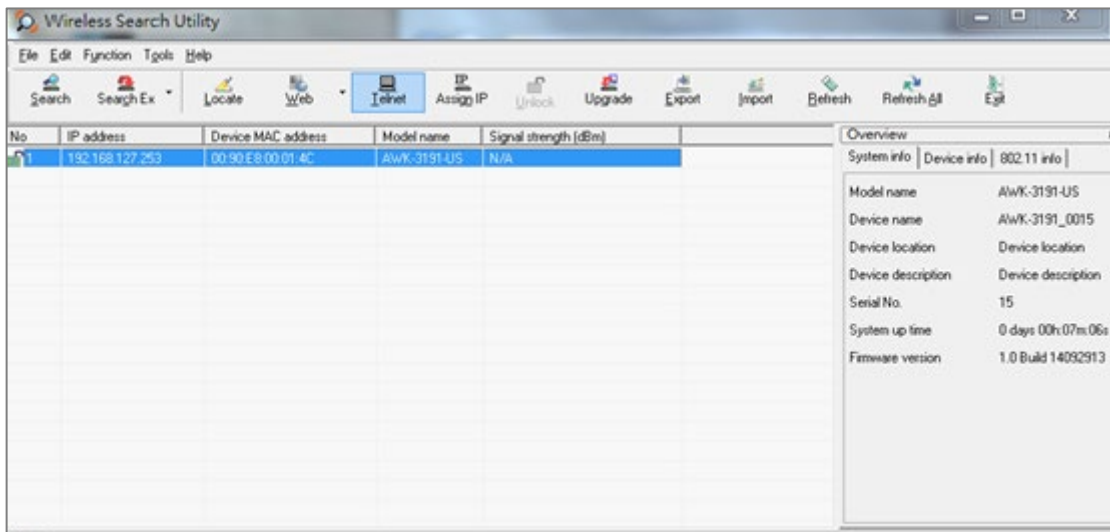 Wireless Search Utility
File Edit Function Tools Help
Search Search Ex Locate Web Telnet Assign IP Unlock Upgrade Export Import Refresh Refresh All Exit
No IP address Device MAC address Model name Signal strength (dBm)
1 192.168.127.253 00:90:E8:00:01:4C AWK-3191-US N/A
Overview
System info Device info 802.11 info
Model name AWK-3191-US
Device name AWK-3191_0015
Device location Device location
Device description Device description
Serial No. 15
System up time 0 days 00h:07m:06s
Firmware version 1.0 Build 14092913